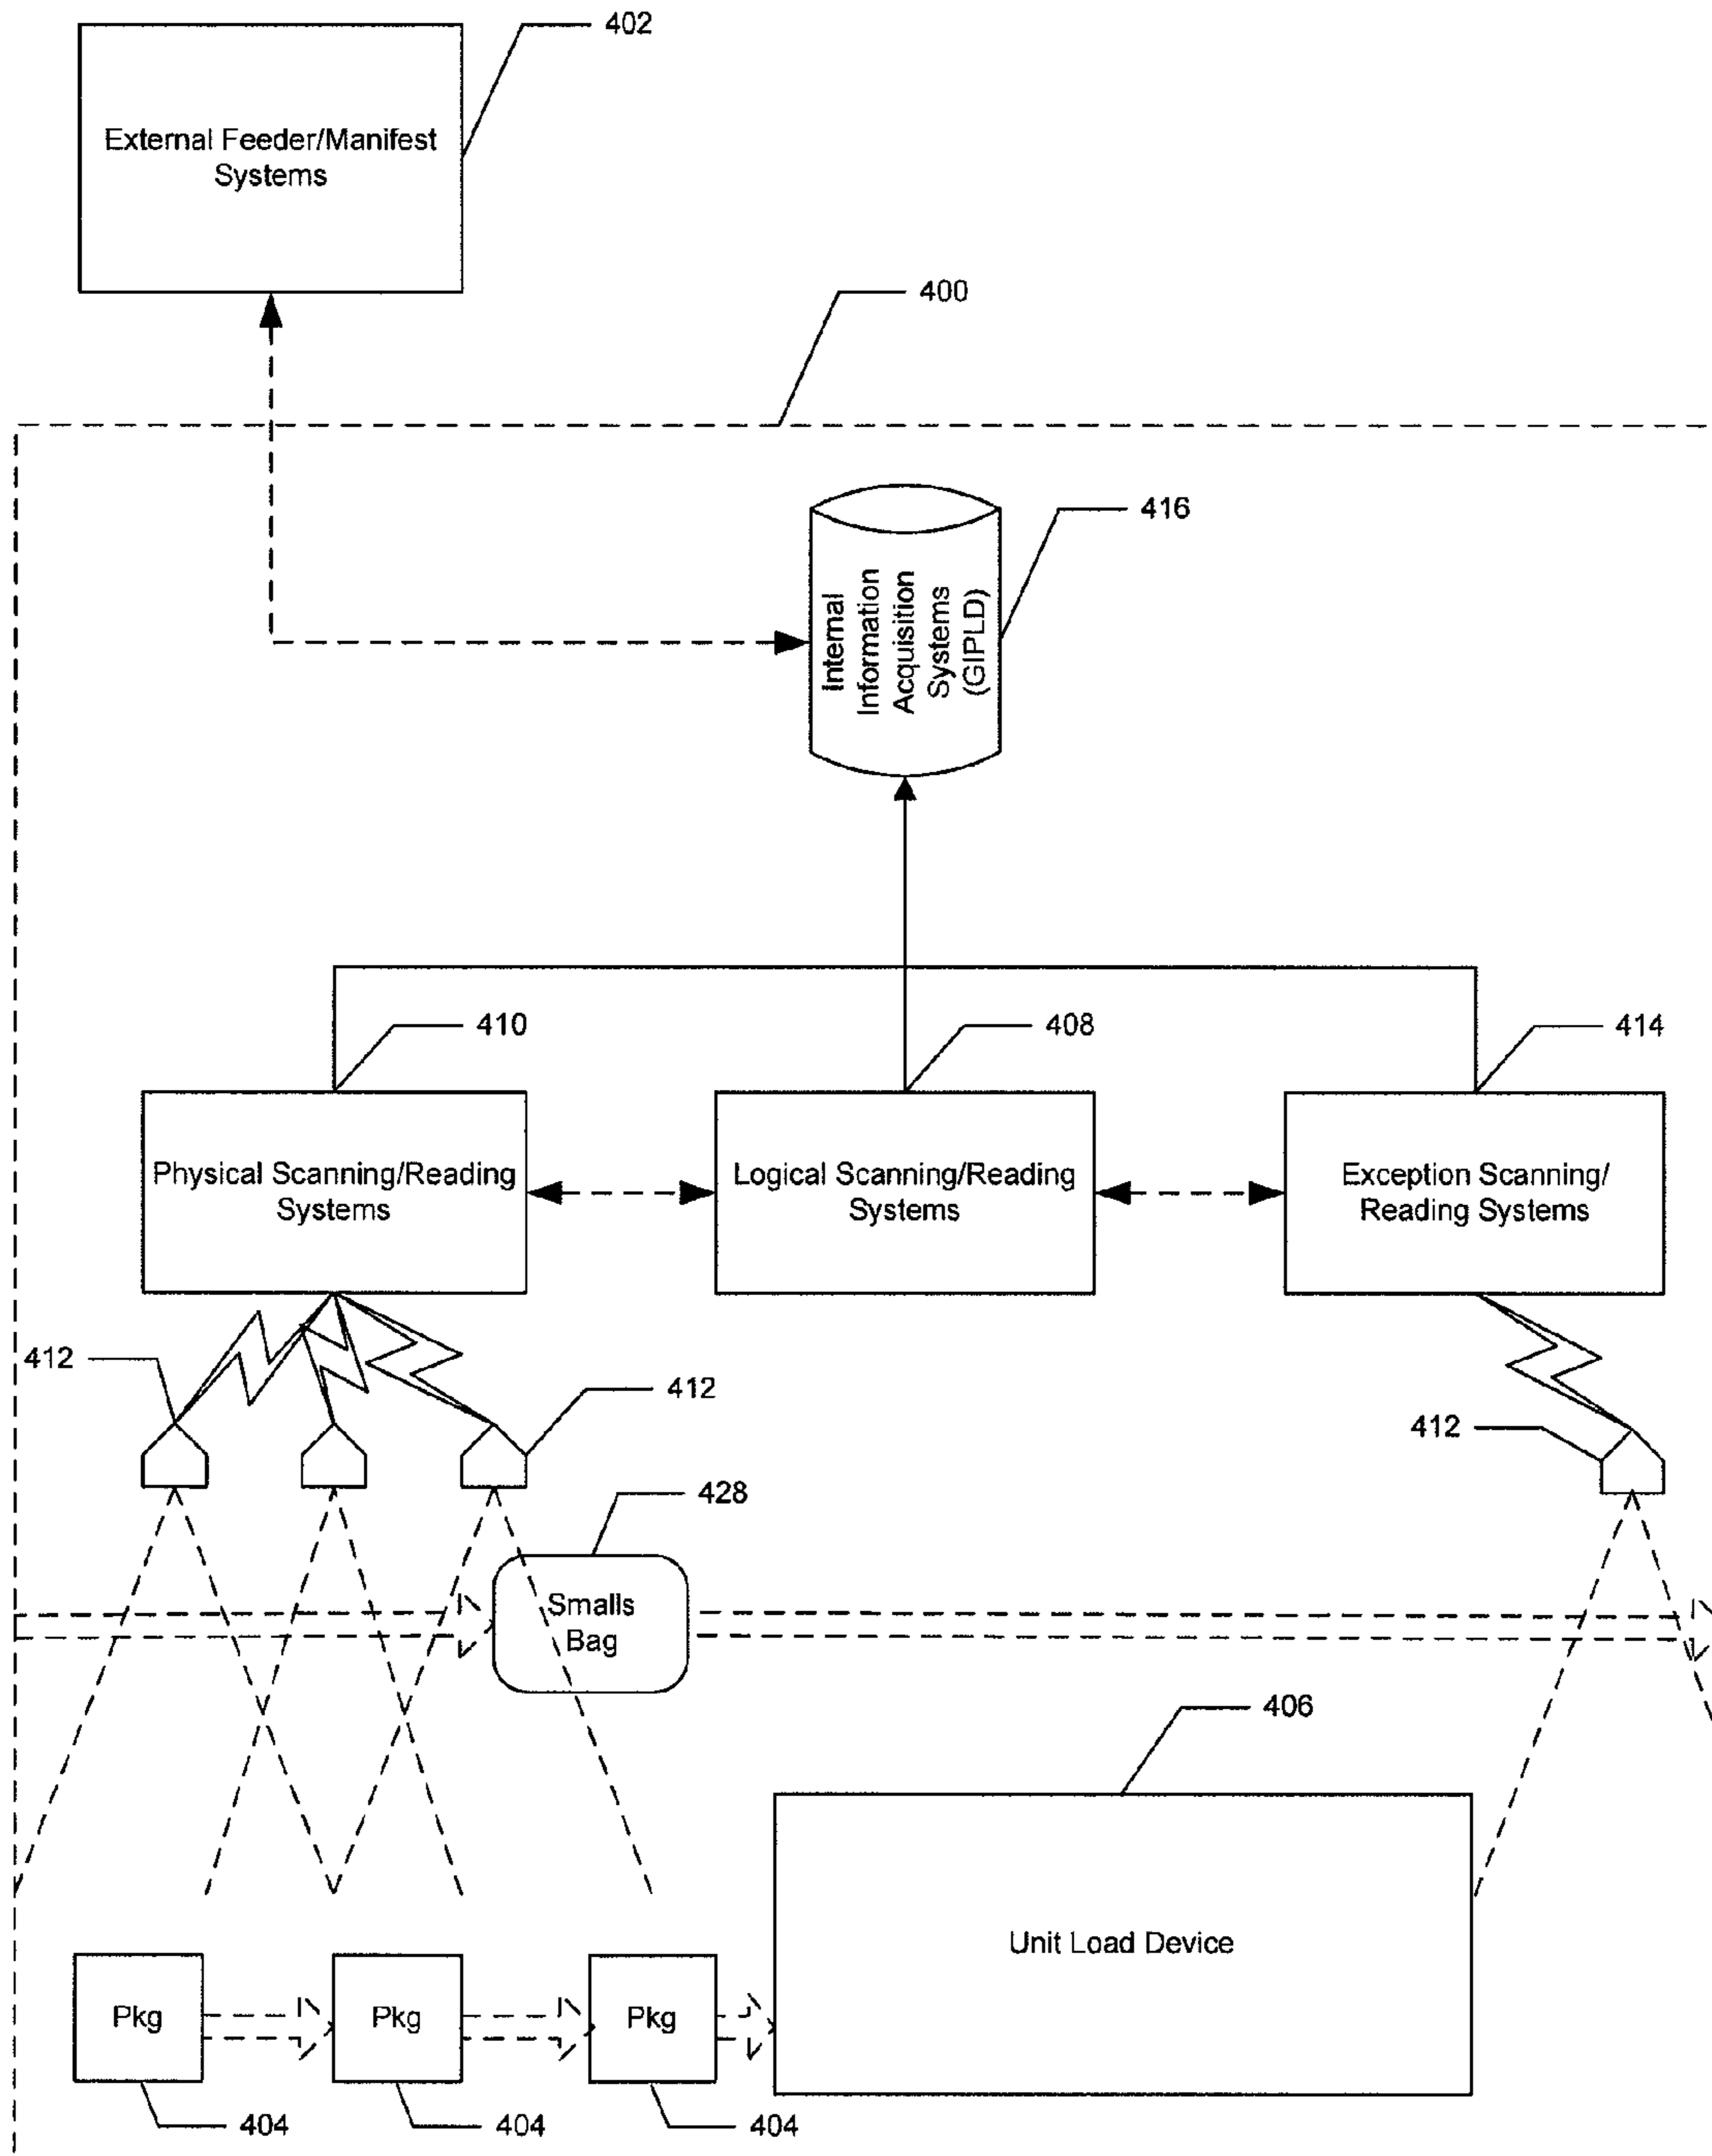 402
External Feeder/Manifest
Systems
400
416
Internal
Information
Acquisition
Systems
(GIPLD)
410
408
414
Physical Scanning/Reading
Systems
Logical Scanning/Reading
Systems
Exception Scanning/
Reading Systems
412
412
412
428
Smalls
Bag
406
Unit Load Device
Pkg
Pkg
Pkg
404
404
404